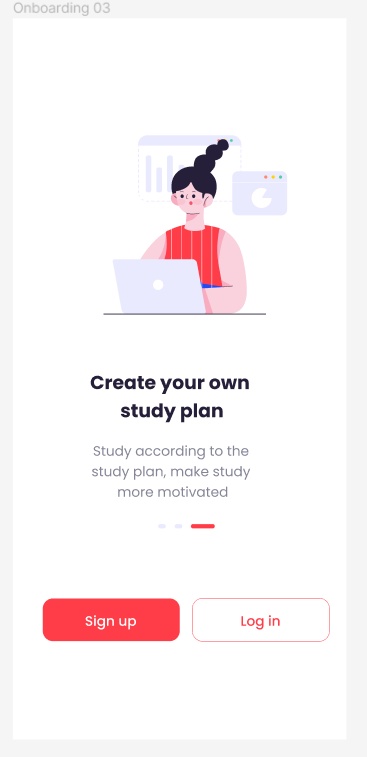 Onboarding 03
Create your own
study plan
Study according to the
study plan, make study
more motivated
Sign up
Log in